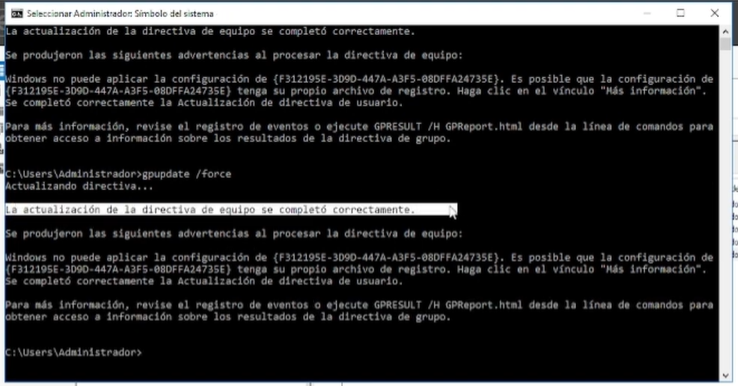 Seleccionar Administrador: Símbolo del sistema
La actualización de la directiva de equipo se completó correctamente.
Se produjeron las siguientes advertencias al procesar la directiva de equipo:
Windows no puede aplicar la configuración de {F312195E-3D9D-447A-A3F5-08DFFA24735E}. Es posible que la configuración de
{F312195E-3D9D-447A-A3F5-08DFFA24735E} tenga su propio archivo de registro. Haga clic en el vínculo "Más información".
Se completó correctamente la Actualización de directiva de usuario.
Para más información, revise el registro de eventos o ejecute GPRESULT /H GPReport.html desde la línea de comandos para
obtener acceso a información sobre los resultados de la directiva de grupo.
C:\Users\Administrador>gpupdate /force
Actualizando directiva...
La actualización de la directiva de equipo se completó correctamente.
Se produjeron las siguientes advertencias al procesar la directiva de equipo:
Windows no puede aplicar la configuración de {F312195E-3D9D-447A-A3F5-08DFFA24735E}. Es posible que la configuración de
{F312195E-3D9D-447A-A3F5-08DFFA24735E} tenga su propio archivo de registro. Haga clic en el vínculo "Más información".
Se completó correctamente la Actualización de directiva de usuario.
Para más información, revise el registro de eventos o ejecute GPRESULT /H GPReport.html desde la línea de comandos para
obtener acceso a información sobre los resultados de la directiva de grupo.
C:\Users\Administrador>